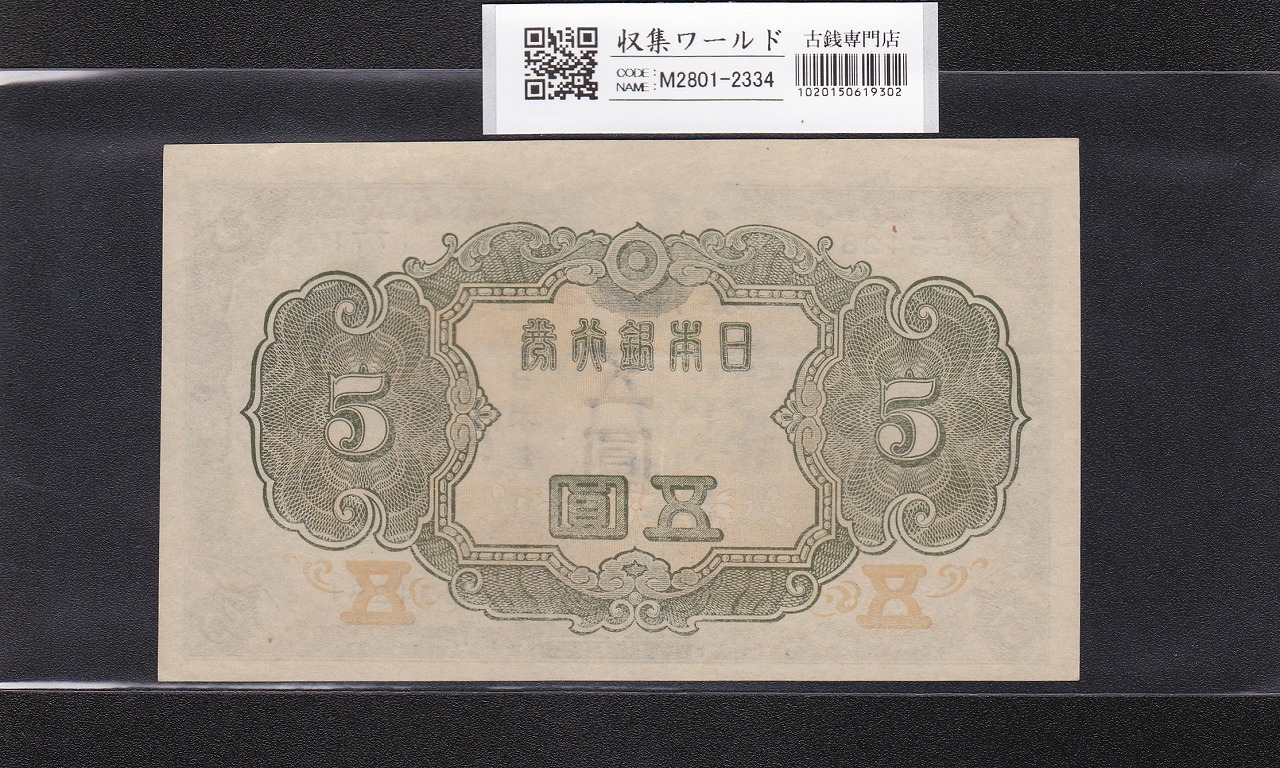 収集ワールド 古銭専門店
CODE:
NAME: M2801-2334
1020150619302
券行銀本日
5 5
圓五
五 五